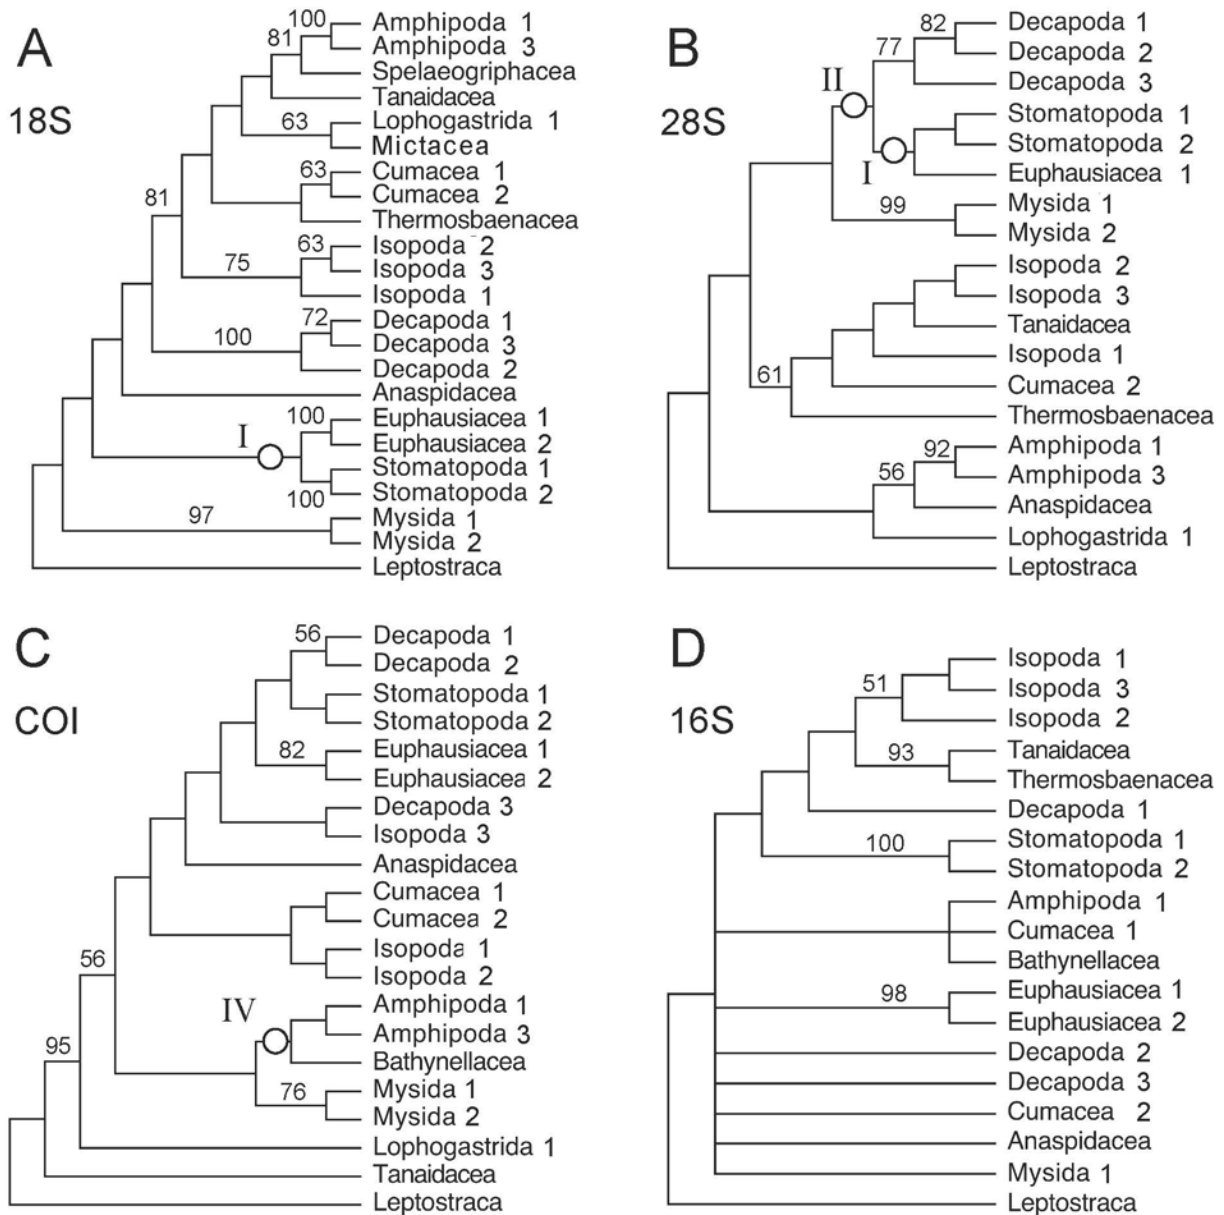 A
18S
100
Amphipoda 1
Amphipoda 3
81
Spelaeogriphacea
Tanaidacea
63
Lophogastrida 1
Mictacea
63
Cumacea 1
Cumacea 2
Thermosbaenacea
81
63
Isopoda 2
Isopoda 3
75
Isopoda 1
72
Decapoda 1
Decapoda 3
100
Decapoda 2
Anaspidacea
100
Euphausiacea 1
Euphausiacea 2
I
Stomatopoda 1
Stomatopoda 2
100
97
Mysida 1
Mysida 2
Leptostraca
B
28S
82
Decapoda 1
Decapoda 2
77
Decapoda 3
II
Stomatopoda 1
Stomatopoda 2
I
Euphausiacea 1
99
Mysida 1
Mysida 2
Isopoda 2
Isopoda 3
Tanaidacea
Isopoda 1
61
Cumacea 2
Thermosbaenacea
92
Amphipoda 1
Amphipoda 3
56
Anaspidacea
Lophogastrida 1
Leptostraca
C
COI
56
Decapoda 1
Decapoda 2
Stomatopoda 1
Stomatopoda 2
82
Euphausiacea 1
Euphausiacea 2
Decapoda 3
Isopoda 3
Anaspidacea
Cumacea 1
Cumacea 2
Isopoda 1
Isopoda 2
56
IV
Amphipoda 1
Amphipoda 3
Bathynellacea
76
Mysida 1
Mysida 2
95
Lophogastrida 1
Tanaidacea
Leptostraca
D
16S
Isopoda 1
51
Isopoda 3
Isopoda 2
93
Tanaidacea
Thermosbaenacea
Decapoda 1
100
Stomatopoda 1
Stomatopoda 2
Amphipoda 1
Cumacea 1
Bathynellacea
98
Euphausiacea 1
Euphausiacea 2
Decapoda 2
Decapoda 3
Cumacea 2
Anaspidacea
Mysida 1
Leptostraca